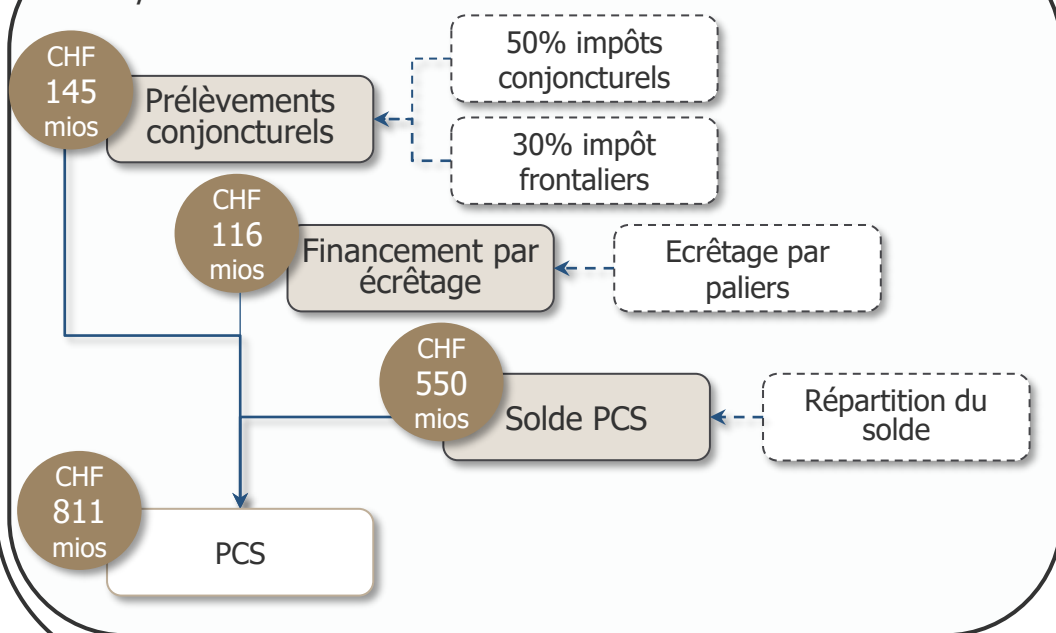 CHF
145
mios
Prélèvements
conjoncturels
50% impôts
conjoncturels
30% impôt
frontaliers
CHF
116
mios
Financement par
écrêtage
Ecrêtage par
paliers
CHF
550
mios
Solde PCS
Répartition du
solde
CHF
811
mios
PCS